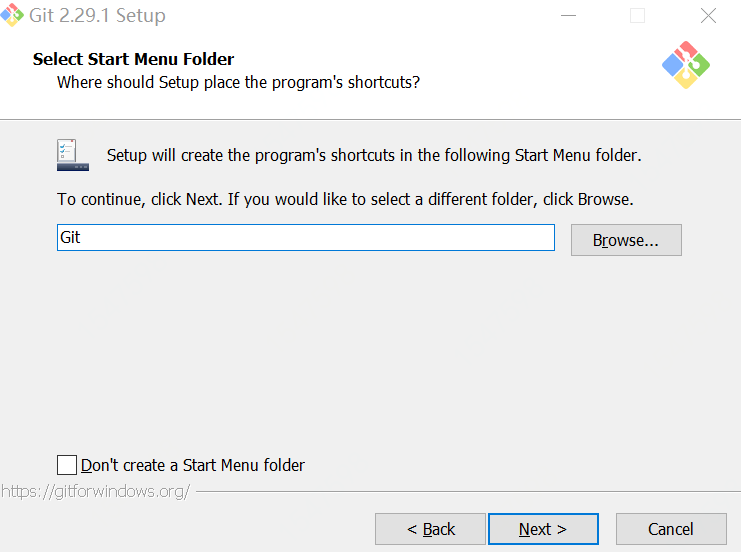 Git 2.29.1 Setup
Select Start Menu Folder
Where should Setup place the program's shortcuts?
Setup will create the program's shortcuts in the following Start Menu folder.
To continue, click Next. If you would like to select a different folder, click Browse.
Git
Browse...
Don't create a Start Menu folder
https://gitforwindows.org/
< Back
Next >
Cancel